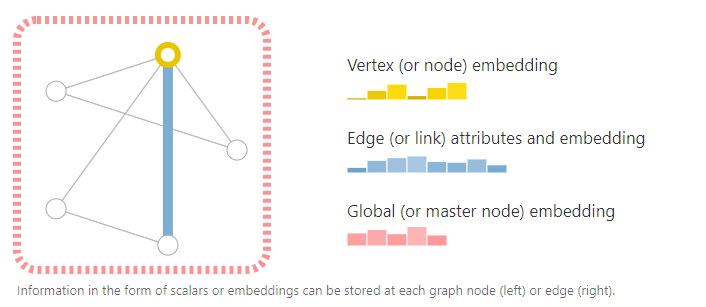 Vertex (or node) embedding
Edge (or link) attributes and embedding
Global (or master node) embedding
Information in the form of scalars or embeddings can be stored at each graph node (left) or edge (right).